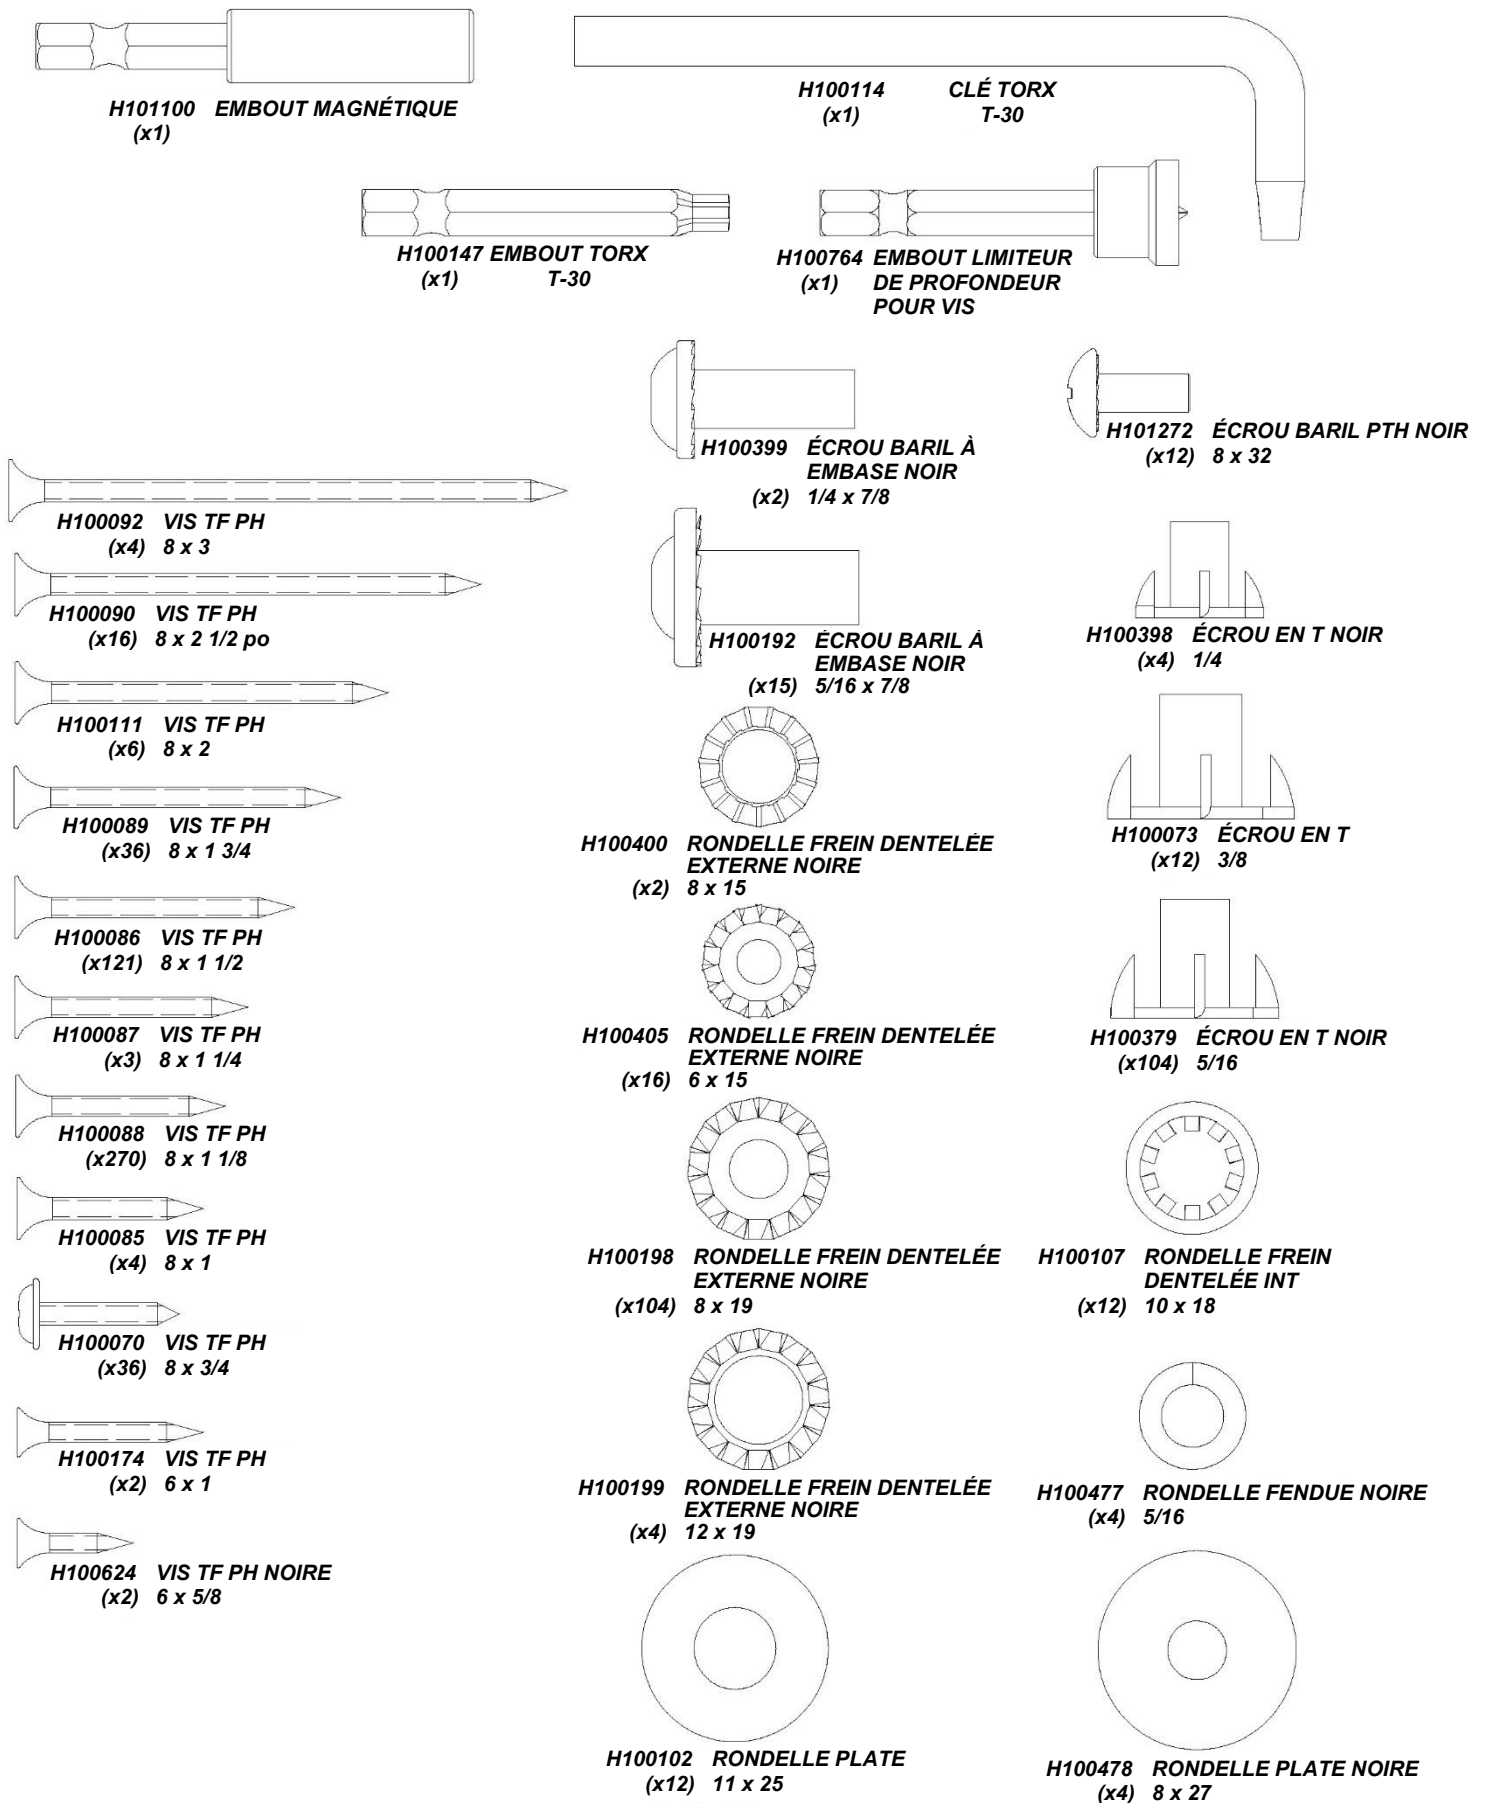 H101100 EMBOUT MAGNÉTIQUE
(x1)
H100114 CLÉ TORX
(x1) T-30
H100147 EMBOUT TORX
(x1) T-30
H100764 EMBOUT LIMITEUR
(x1) DE PROFONDEUR
POUR VIS
H100092 VIS TF PH
(x4) 8 x 3
H100090 VIS TF PH
(x16) 8 x 2 1/2 po
H100111 VIS TF PH
(x6) 8 x 2
H100089 VIS TF PH
(x36) 8 x 1 3/4
H100086 VIS TF PH
(x121) 8 x 1 1/2
H100087 VIS TF PH
(x3) 8 x 1 1/4
H100088 VIS TF PH
(x270) 8 x 1 1/8
H100085 VIS TF PH
(x4) 8 x 1
H100070 VIS TF PH
(x36) 8 x 3/4
H100174 VIS TF PH
(x2) 6 x 1
H100624 VIS TF PH NOIRE
(x2) 6 x 5/8
H100399 ÉCROU BARIL À
EMBASE NOIR
(x2) 1/4 x 7/8
H100192 ÉCROU BARIL À
EMBASE NOIR
(x15) 5/16 x 7/8
H100400 RONDELLE FREIN DENTELÉE
EXTERNE NOIRE
(x2) 8 x 15
H100405 RONDELLE FREIN DENTELÉE
EXTERNE NOIRE
(x16) 6 x 15
H100198 RONDELLE FREIN DENTELÉE
EXTERNE NOIRE
(x104) 8 x 19
H100199 RONDELLE FREIN DENTELÉE
EXTERNE NOIRE
(x4) 12 x 19
H100102 RONDELLE PLATE
(x12) 11 x 25
H101272 ÉCROU BARIL PTH NOIR
(x12) 8 x 32
H100398 ÉCROU EN T NOIR
(x4) 1/4
H100073 ÉCROU EN T
(x12) 3/8
H100379 ÉCROU EN T NOIR
(x104) 5/16
H100107 RONDELLE FREIN
DENTELÉE INT
(x12) 10 x 18
H100477 RONDELLE FENDUE NOIRE
(x4) 5/16
H100478 RONDELLE PLATE NOIRE
(x4) 8 x 27